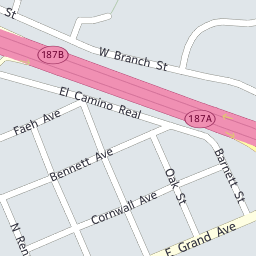 St
187B
W Branch St
El Camino Real
187A
Faeh Ave
Bennett Ave
Barnett St
Oak St
Cornwall Ave
N Ren
E Grand Ave